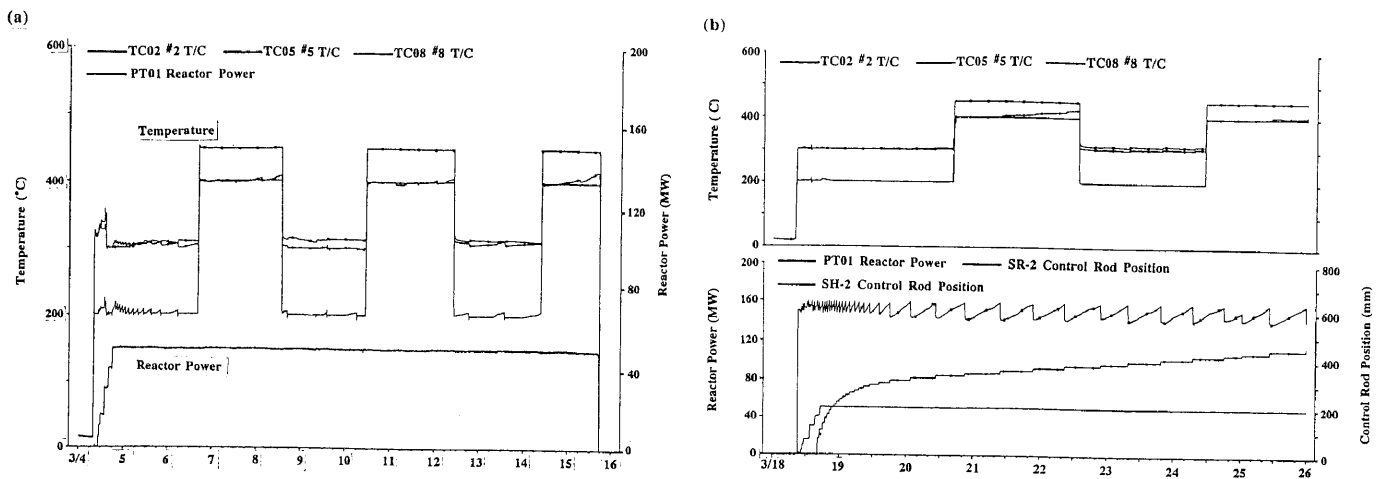 (a)
TC02 #2 T/C TC05 #5 T/C TC08 #8 T/C
PT01 Reactor Power
Temperature (°C)
600
400
200
0
Temperature
Reactor Power
200
160
120
80
40
0
Reactor Power (MW)
3/4 5 6 7 8 9 10 11 12 13 14 15 16
(b)
TC02 #2 T/C TC05 #5 T/C TC08 #8 T/C
Temperature ( C)
600
400
200
0
PT01 Reactor Power SR-2 Control Rod Position
SH-2 Control Rod Position
Reactor Power (MW)
200
160
120
80
40
0
800
600
400
200
0
Control Rod Position (mm)
3/18 19 20 21 22 23 24 25 26